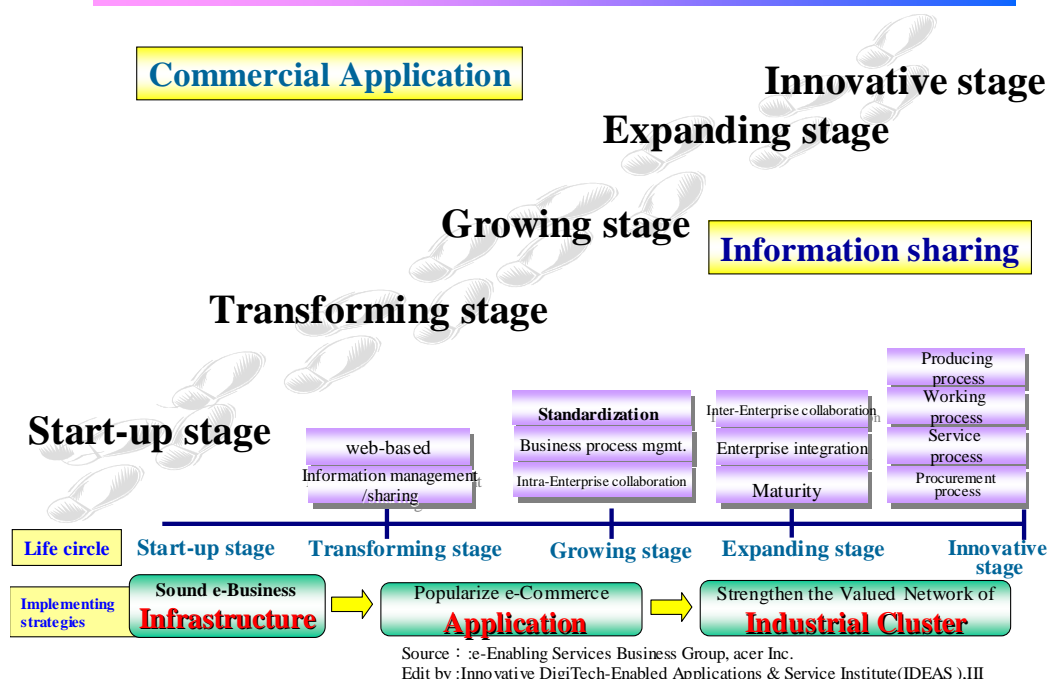 Commercial Application
Innovative stage
Expanding stage
Growing stage
Information sharing
Transforming stage
Start-up stage
web-based
Information management
/sharing
Standardization
Business process mgmt.
Intra-Enterprise collaboration
Inter-Enterprise collaboration
Enterprise integration
Maturity
Producing
process
Working
process
Service
process
Procurement
process
Life circle
Start-up stage
Transforming stage
Growing stage
Expanding stage
Innovative
stage
Implementing
strategies
Sound e-Business
Infrastructure
Popularize e-Commerce
Application
Strengthen the Valued Network of
Industrial Cluster
Source：:e-Enabling Services Business Group, acer Inc.
Edit by :Innovative DigiTech-Enabled Applications & Service Institute(IDEAS ),III